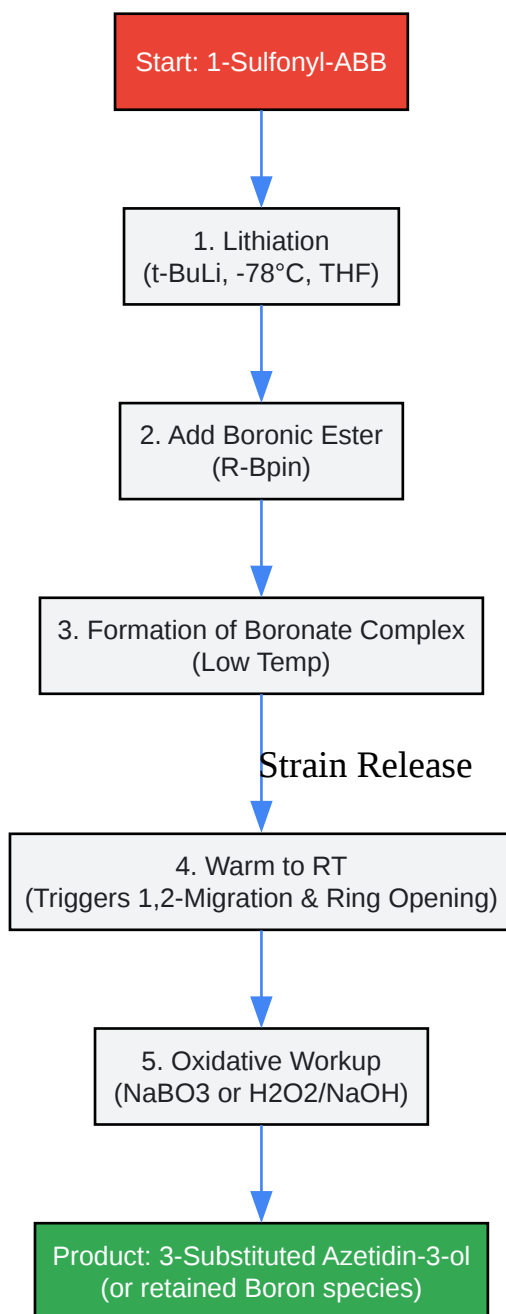 Start: 1-Sulfonyl-ABB
1. Lithiation
(t-BuLi, -78°C, THF)
2. Add Boronic Ester
(R-Bpin)
3. Formation of Boronate Complex
(Low Temp)
Strain Release
4. Warm to RT
(Triggers 1,2-Migration & Ring Opening)
5. Oxidative Workup
(NaBO3 or H2O2/NaOH)
Product: 3-Substituted Azetidin-3-ol
(or retained Boron species)